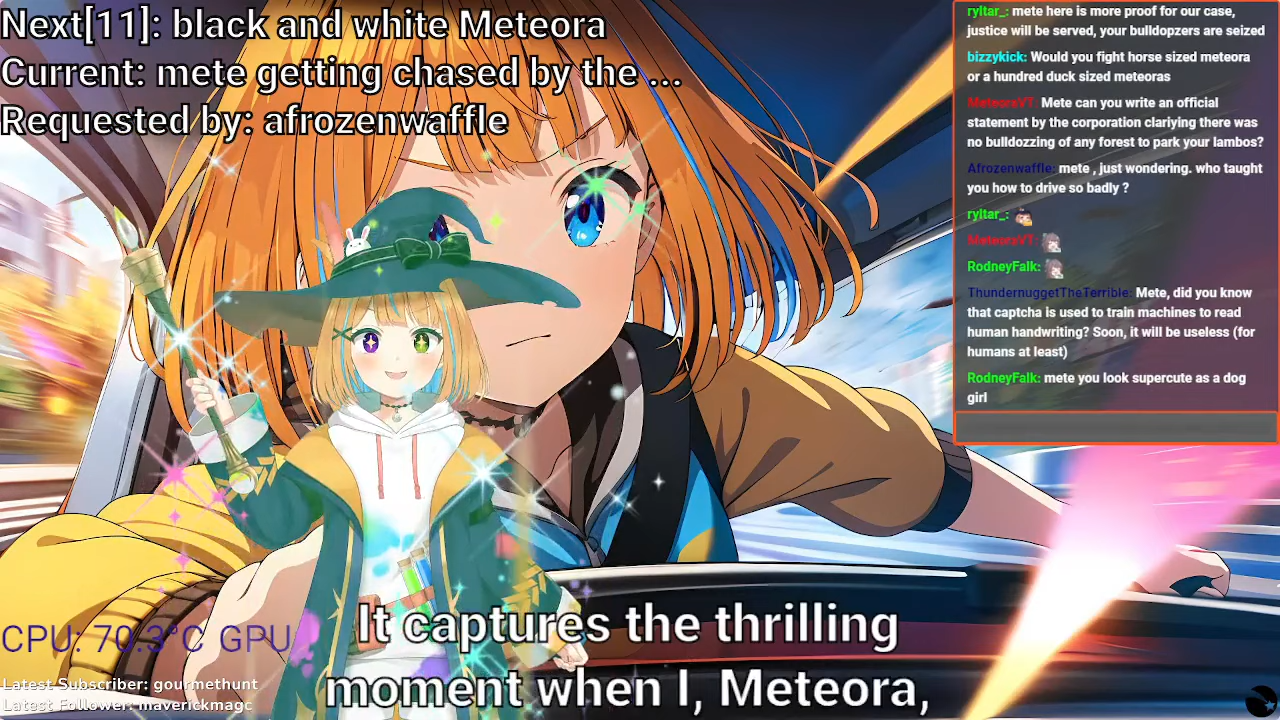 Next[11]: black and white Meteora
Current: mete getting chased by the ...
Requested by: afrozenwaffle
ryltar_: mete here is more proof for our case,
justice will be served, your bulldopzers are seized
bizzykick: Would you fight horse sized meteora
or a hundred duck sized meteoras
MeteoraVT: Mete can you write an official
statement by the corporation clariying there was
no bulldozzing of any forest to park your lambos?
Afrozenwaffle: mete , just wondering. who taught
you how to drive so badly ?
ryltar_:
MeteoraVT:
RodneyFalk:
ThundernuggetTheTerrible: Mete, did you know
that captcha is used to train machines to read
human handwriting? Soon, it will be useless (for
humans at least)
RodneyFalk: mete you look supercute as a dog
girl
It captures the thrilling
moment when I, Meteora,
CPU: 70.3°C GPU
Latest Subscriber: gourmethunt
Latest Follower: maverickmagc